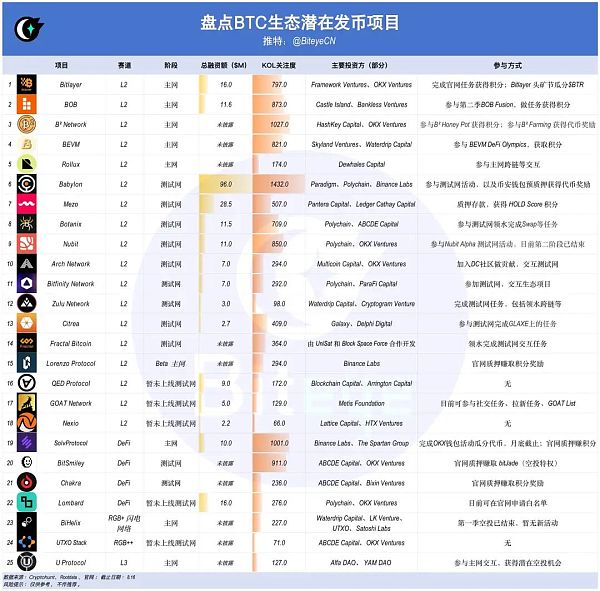 盘点BTC生态潜在发币项目
推特：@BiteyeCN
项目 赛道 阶段 总融资额（$M） KOL关注度 主要投资方（部分） 参与方式
1 Bitlayer L2 主网 16.0 797.0 Framework Ventures、OKX Ventures 完成官网任务获得积分；Bitlayer 头矿节瓜分$BTR
2 BOB L2 主网 11.6 873.0 Castle Island、Bankless Ventures 参与第二季BOB Fusion、做任务获得积分
3 B² Network L2 主网 未披露 1027.0 HashKey Capital、OKX Ventures 参与B² Honey Pot 获得积分；参与B² Farming 获得代币奖励
4 BEVM L2 主网 未披露 821.0 Skyland Ventures、Waterdrip Capital 参与 BEVM DeFi Olympics，获取积分
5 Rollux L2 主网 未披露 174.0 Dewhales Capital 参与主网跨链等交互
6 Babylon L2 测试网 96.0 1432.0 Paradigm、Polychain、Binance Labs 参与测试网活动，以及币安钱包预质押获得代币奖励
7 Mezo L2 测试网 28.5 507.0 Pantera Capital、Ledger Cathay Capital 质押存款，获得 HOLD Score 积分
8 Botanix L2 测试网 11.5 709.0 Polychain、ABCDE Capital 参与测试网领水完成Swap等任务
9 Nubit L2 测试网 11.0 850.0 Polychain、OKX Ventures 参与Nubit Alpha 测试网活动，目前第二阶段已结束
10 Arch Network L2 测试网 7.0 294.0 Multicoin Capital、OKX Ventures 加入DC社区做贡献，交互测试网
11 Bitfinity Network L2 测试网 7.0 292.0 Polychain、ParaFi Capital 参加测试网，交互生态项目
12 Zulu Network L2 测试网 3.0 98.0 Waterdrip Capital、Cryptogram Venture 完成测试网任务，包括领水跨链等
13 Citrea L2 测试网 2.7 409.0 Galaxy、Delphi Digital 参与测试网完成GLAXE上的任务
14 Fractal Bitcoin L2 测试网 未披露 364.0 由 UniSat 和 Block Space Force 合作开发 领水完成测试网交互任务
15 Lorenzo Protocol L2 Beta 主网 未披露 294.0 Binance Labs 官网质押赚取积分奖励
16 QED Protocol L2 暂未上线测试网 9.0 172.0 Blockchain Capital、Arrington Capital 无
17 GOAT Network L2 暂未上线测试网 5.0 129.0 Metis Foundation 目前可参与社交任务、拉新任务、GOAT List
18 Nexio L2 暂未上线测试网 2.2 66.0 Lattice Capital、HTX Ventures 无
19 SolvProtocol DeFi 主网 10.0 1001.0 Binance Labs、The Spartan Group 完成OKX钱包活动瓜分代币，月底截止；官网质押赚积分
20 BitSmiley DeFi 测试网 未披露 911.0 ABCDE Capital、OKX Ventures 官网质押赚取 bitJade（空投特权）
21 Chakra DeFi 测试网 未披露 236.0 ABCDE Capital、Bixin Ventures 官网质押赚取积分奖励
22 Lombard DeFi 暂未上线测试网 16.0 276.0 Polychain、OKX Ventures 目前可在官网申请白名单
23 BiHelix RGB+ 闪电网络 主网 未披露 227.0 Waterdrip Capital、LK Venture、UTXO、Satoshi Labs 第一季空投已结束，暂无新活动
24 UTXO Stack RGB++ 暂未上线测试网 未披露 71.0 ABCDE Capital、OKX Ventures 无
25 U Protocol L3 主网 未披露 127.0 Alfa DAO、YAM DAO 参与主网交互、获得潜在空投机会
数据来源：Cryptohunt、Rootdata、官网；截止日期：8.16
风险提示：仅供参考，不作推荐。